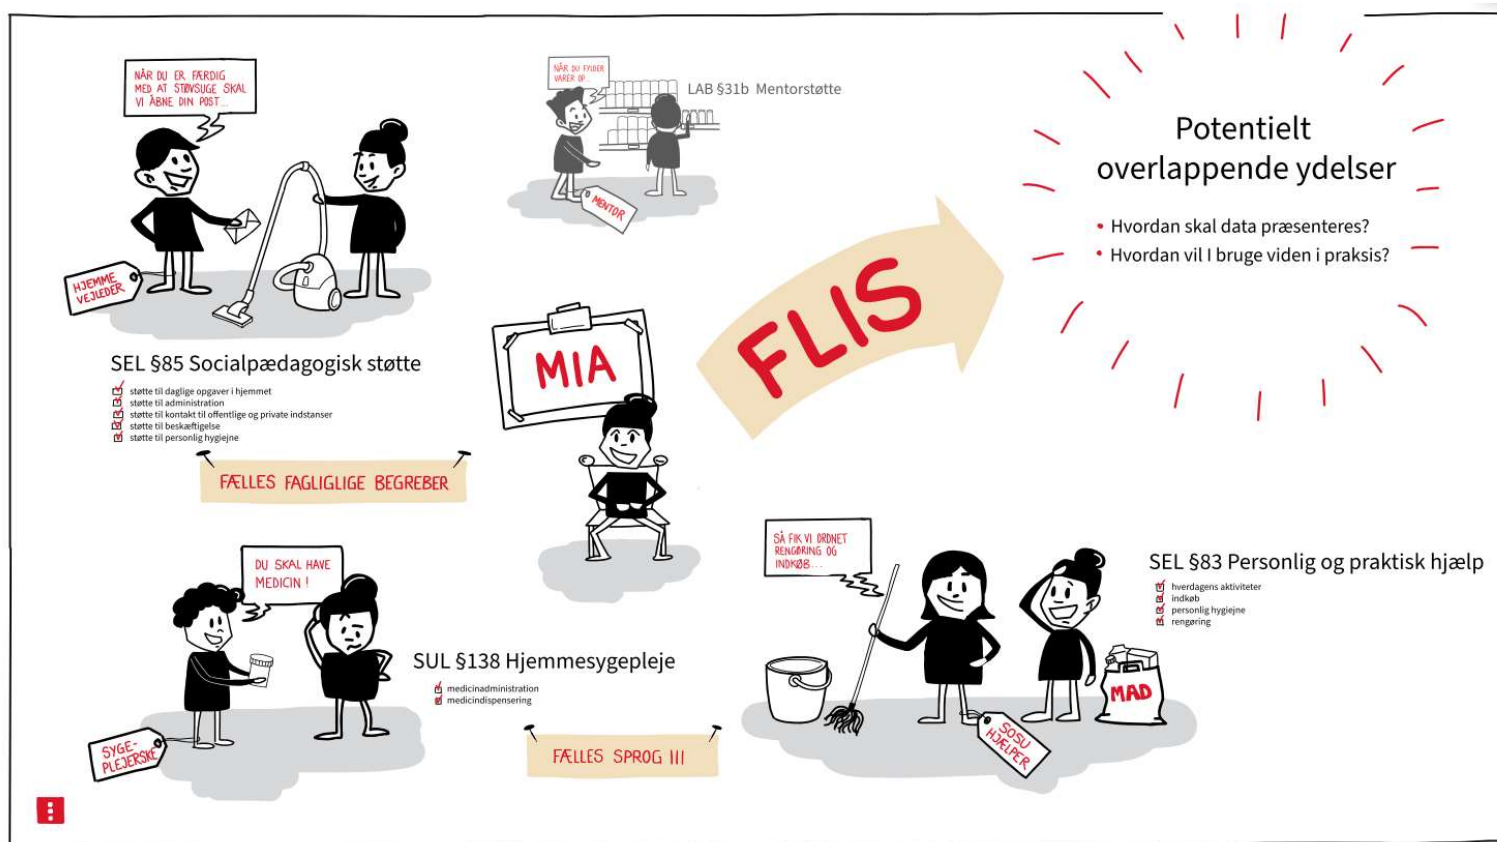 NÅR DU ER FÆRDIG
MED AT STØVSUGE SKAL
VI ÅBNE DIN POST...
HJEMME
VEJLEDER
SEL §85 Socialpædagogisk støtte
støtte til daglige opgaver i hjemmet
støtte til administration
støtte til kontakt til offentlige og private indstanser
støtte til beskæftigelse
støtte til personlig hygiejne
FÆLLES FAGLIGLIGE BEGREBER
NÅR DU FYLDER
VARER OP...
LAB §31b Mentorstøtte
MENTOR
MIA
FLIS
Potentielt
overlappende ydelser
• Hvordan skal data præsenteres?
• Hvordan vil I bruge viden i praksis?
DU SKAL HAVE
MEDICIN !
SYGE-
PLEJERSKE
SUL §138 Hjemmesygepleje
medicinadministration
medicindispensering
FÆLLES SPROG III
SÅ FIK VI ORDNET
RENGØRING OG
INDKØB...
SOSU
HJÆLPER
MAD
SEL §83 Personlig og praktisk hjælp
hverdagens aktiviteter
indkøb
personlig hygiejne
rengøring